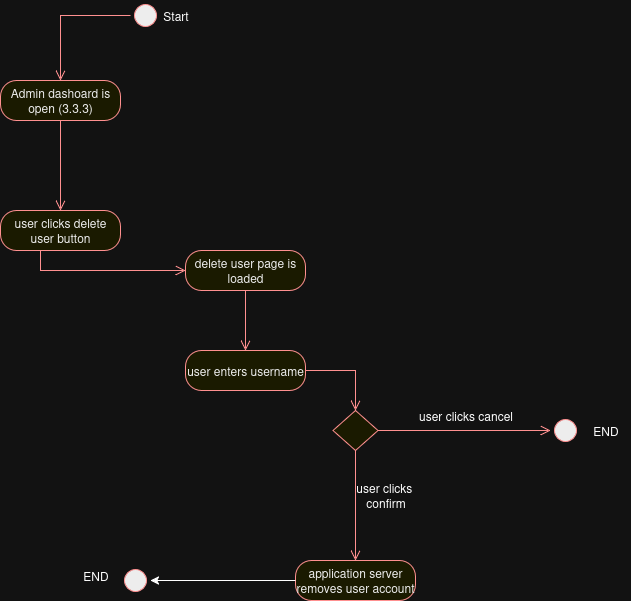 Start
Admin dashoard is
open (3.3.3)
user clicks delete
user button
delete user page is
loaded
user enters username
user clicks cancel
END
user clicks
confirm
application server
removes user account
END